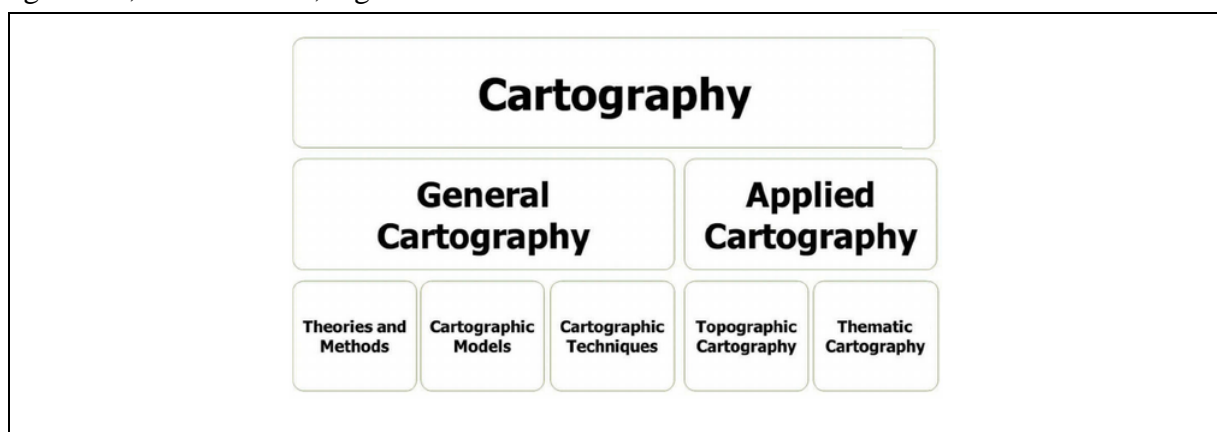 Cartography
General
Cartography
Applied
Cartography
Theories and
Methods
Cartographic
Models
Cartographic
Techniques
Topographic
Cartography
Thematic
Cartography